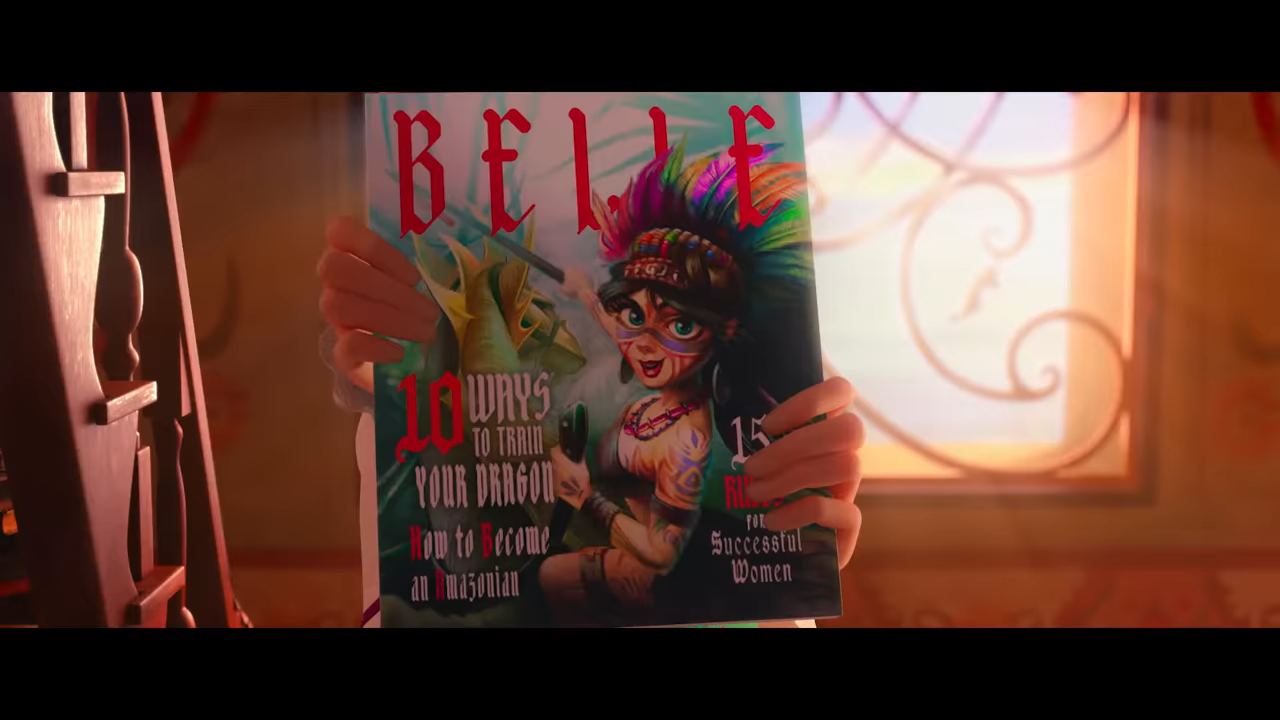 BELLE
10 WAYS
TO TRAIN
YOUR DRAGON
How to Become
an Amazonian
15
FOR
Successful
Women